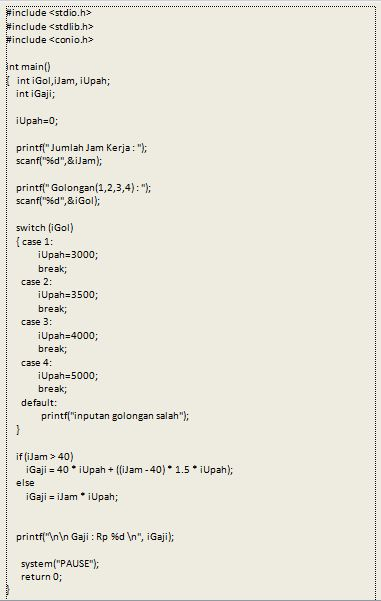 #include <stdio.h>
#include <stdlib.h>
#include <conio.h>
int main()
{ int iGol,iJam, iUpah;
int iGaji;
iUpah=0;
printf(" Jumlah Jam Kerja : ");
scanf("%d",&iJam);
printf(" Golongan(1,2,3,4) : ");
scanf("%d",&iGol);
switch (iGol)
{ case 1:
iUpah=3000;
break;
case 2:
iUpah=3500;
break;
case 3:
iUpah=4000;
break;
case 4:
iUpah=5000;
break;
default:
printf("inputan golongan salah");
}
if (iJam > 40)
iGaji = 40 * iUpah + ((iJam - 40) * 1.5 * iUpah);
else
iGaji = iJam * iUpah;
printf("\n\n Gaji : Rp %d \n", iGaji);
system("PAUSE");
return 0;
}